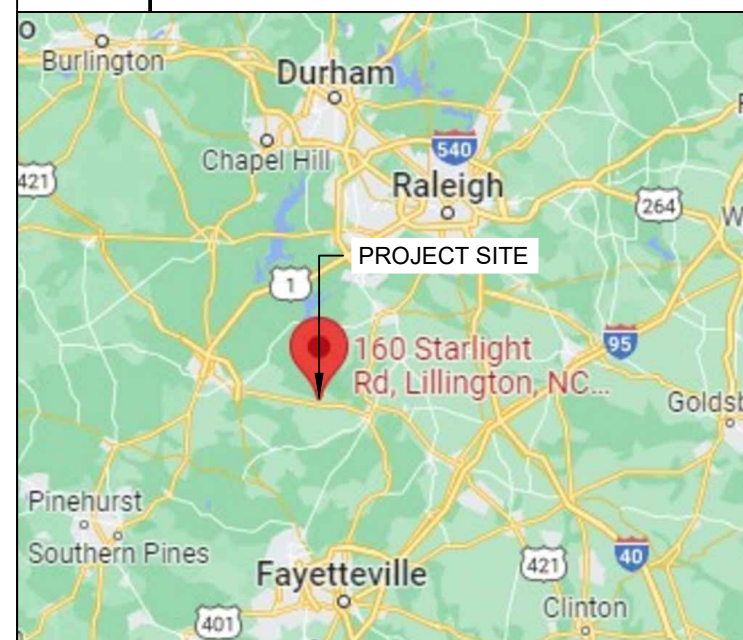 Burlington
Durham
Chapel Hill
540
421
Raleigh
264
PROJECT SITE
1
160 Starlight
Rd, Lillington, NC...
95
Goldsb
Pinehurst
Southern Pines
Fayetteville
421
40
Clinton
401